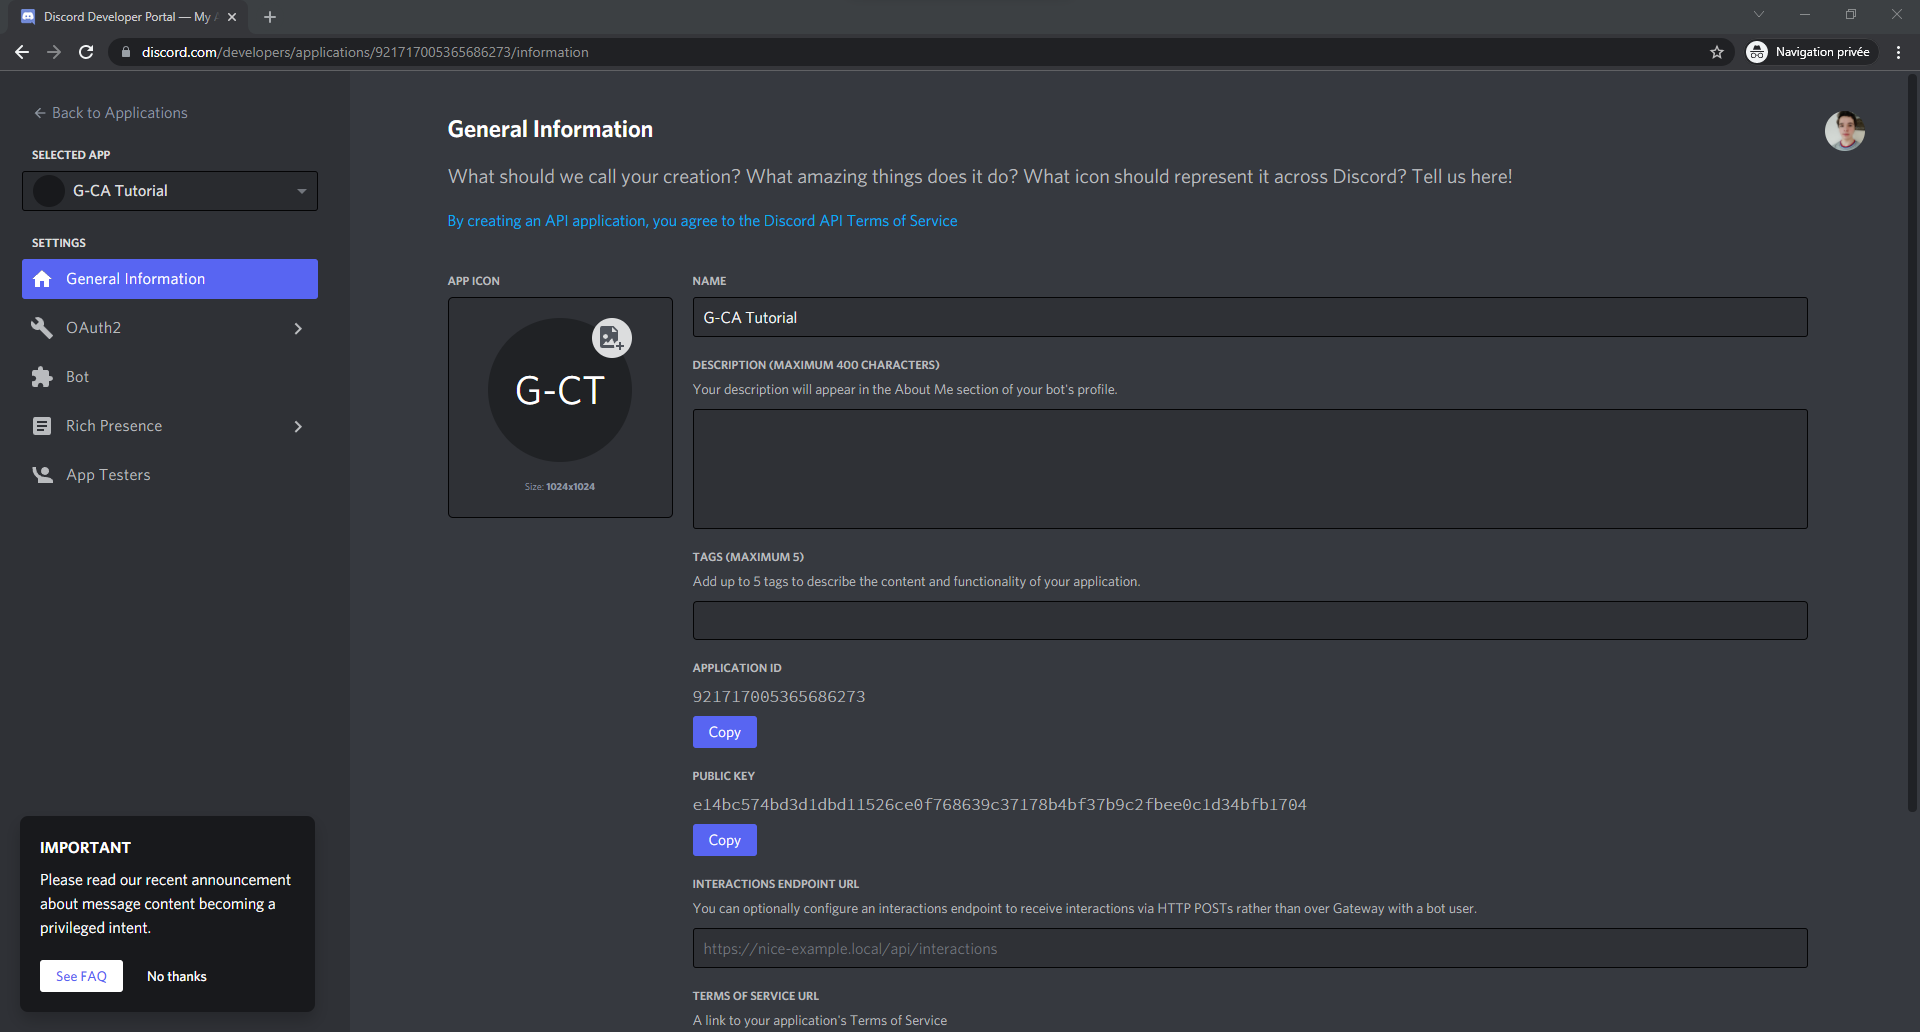 Discord Developer Portal — My
discord.com/developers/applications/921717005365686273/information
Navigation privée
Back to Applications
SELECTED APP
G-CA Tutorial
SETTINGS
General Information
OAuth2
Bot
Rich Presence
App Testers
IMPORTANT
Please read our recent announcement
about message content becoming a
privileged intent.
See FAQ
No thanks
General Information
What should we call your creation? What amazing things does it do? What icon should represent it across Discord? Tell us here!
By creating an API application, you agree to the Discord API Terms of Service
APP ICON
G-CT
Size: 1024x1024
NAME
G-CA Tutorial
DESCRIPTION (MAXIMUM 400 CHARACTERS)
Your description will appear in the About Me section of your bot's profile.
TAGS (MAXIMUM 5)
Add up to 5 tags to describe the content and functionality of your application.
APPLICATION ID
921717005365686273
Copy
PUBLIC KEY
e14bc574bd3d1dbd11526ce0f768639c37178b4bf37b9c2fbee0c1d34bfb1704
Copy
INTERACTIONS ENDPOINT URL
You can optionally configure an interactions endpoint to receive interactions via HTTP POSTs rather than over Gateway with a bot user.
https://nice-example.local/api/interactions
TERMS OF SERVICE URL
A link to your application's Terms of Service